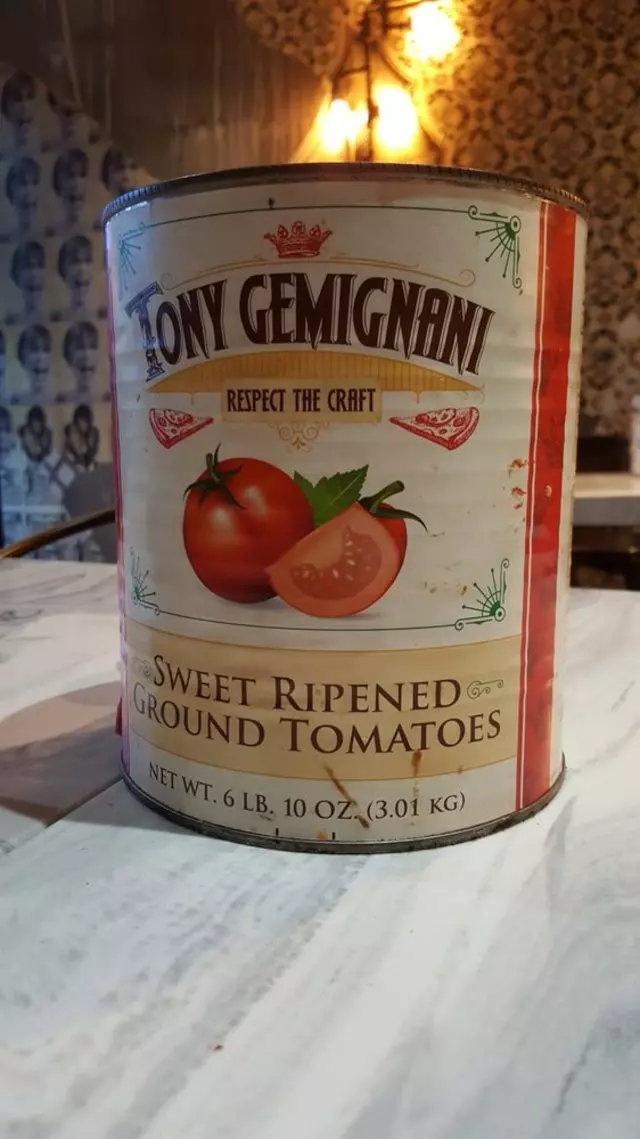 TONY GEMIGNANI
RESPECT THE CRAFT
SWEET RIPENED
GROUND TOMATOES
NET WT. 6 LB. 10 OZ. (3.01 KG)